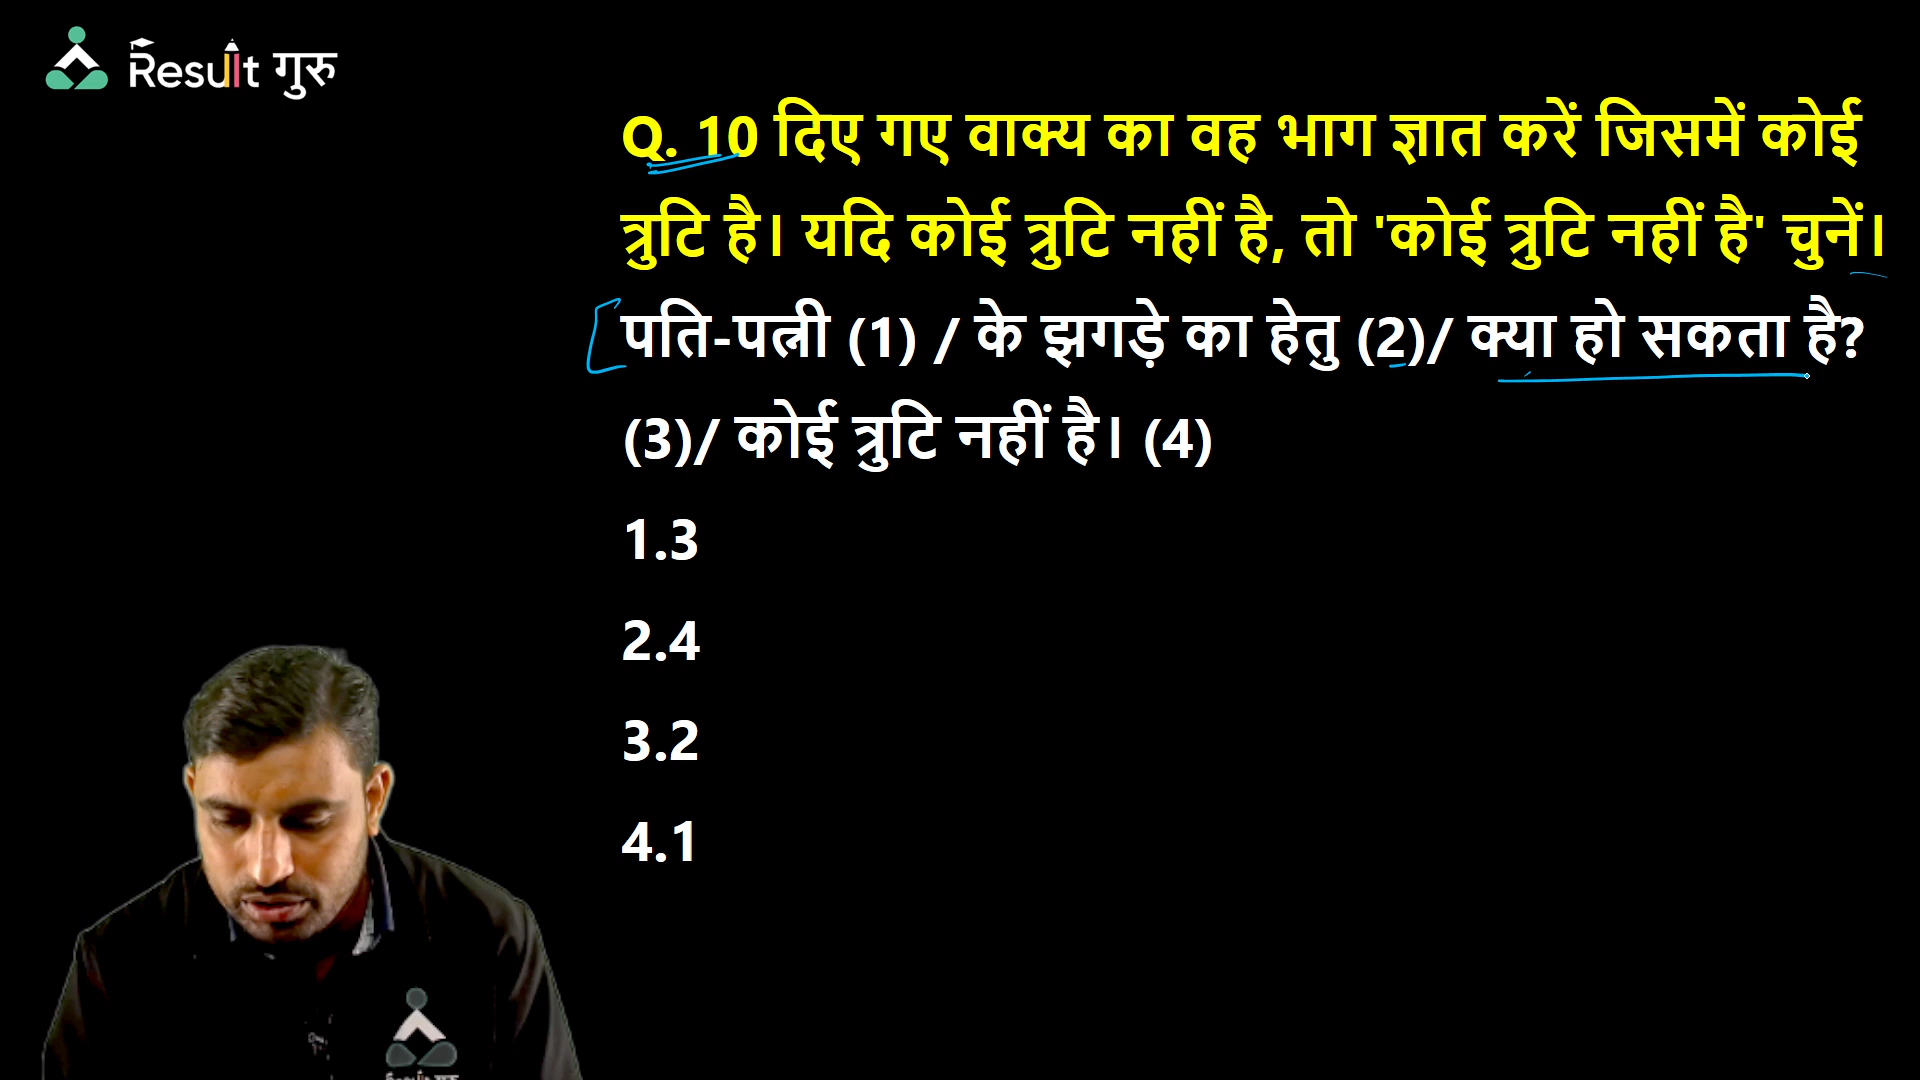 Result गुरु
Q. 10 दिए गए वाक्य का वह भाग ज्ञात करें जिसमें कोई
त्रुटि है। यदि कोई त्रुटि नहीं है, तो 'कोई त्रुटि नहीं है' चुनें।
पति-पत्नी (1) / के झगड़े का हेतु (2)/ क्या हो सकता है?
(3)/ कोई त्रुटि नहीं है। (4)
1.3
2.4
3.2
4.1